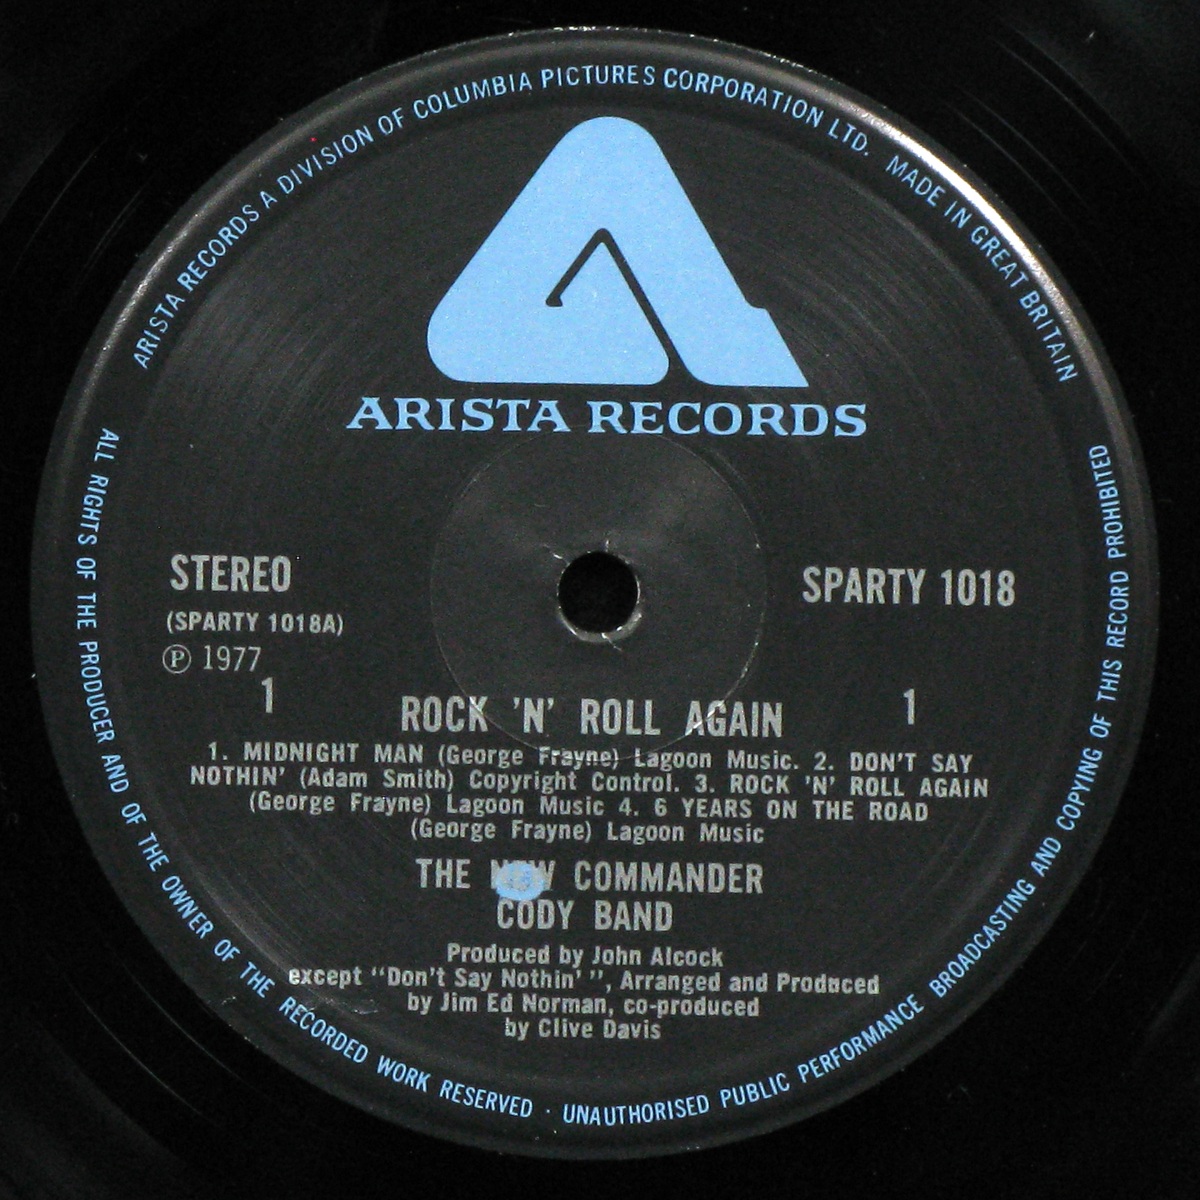 ARISTA RECORDS A DIVISION OF COLUMBIA PICTURES CORPORATION LTD. MADE IN GREAT BRITAIN
ARISTA RECORDS
STEREO
SPARTY 1018
(SPARTY 1018A)
℗ 1977
1
1
ROCK 'N' ROLL AGAIN
1. MIDNIGHT MAN (George Frayne) Lagoon Music. 2. DON'T SAY
NOTHIN' (Adam Smith) Copyright Control. 3. ROCK 'N' ROLL AGAIN
(George Frayne) Lagoon Music 4. 6 YEARS ON THE ROAD
(George Frayne) Lagoon Music
THE NEW COMMANDER
CODY BAND
Produced by John Alcock
except "Don't Say Nothin' ", Arranged and Produced
by Jim Ed Norman, co-produced
by Clive Davis
ALL RIGHTS OF THE PRODUCER AND OF THE OWNER OF THE RECORDED WORK RESERVED · UNAUTHORISED PUBLIC PERFORMANCE BROADCASTING AND COPYING OF THIS RECORD PROHIBITED